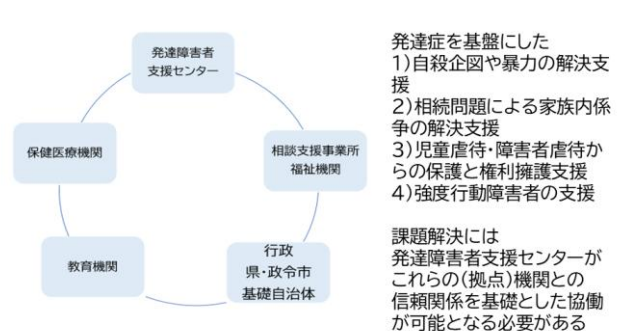 発達障害者
支援センター
保健医療機関
相談支援事業所
福祉機関
教育機関
行政
県・政令市
基礎自治体
発達症を基盤にした
1)自殺企図や暴力の解決支
援
2)相続問題による家族内係
争の解決支援
3)児童虐待・障害者虐待か
らの保護と権利擁護支援
4)強度行動障害者の支援
課題解決には
発達障害者支援センターが
これらの(拠点)機関との
信頼関係を基礎とした協働
が可能となる必要がある